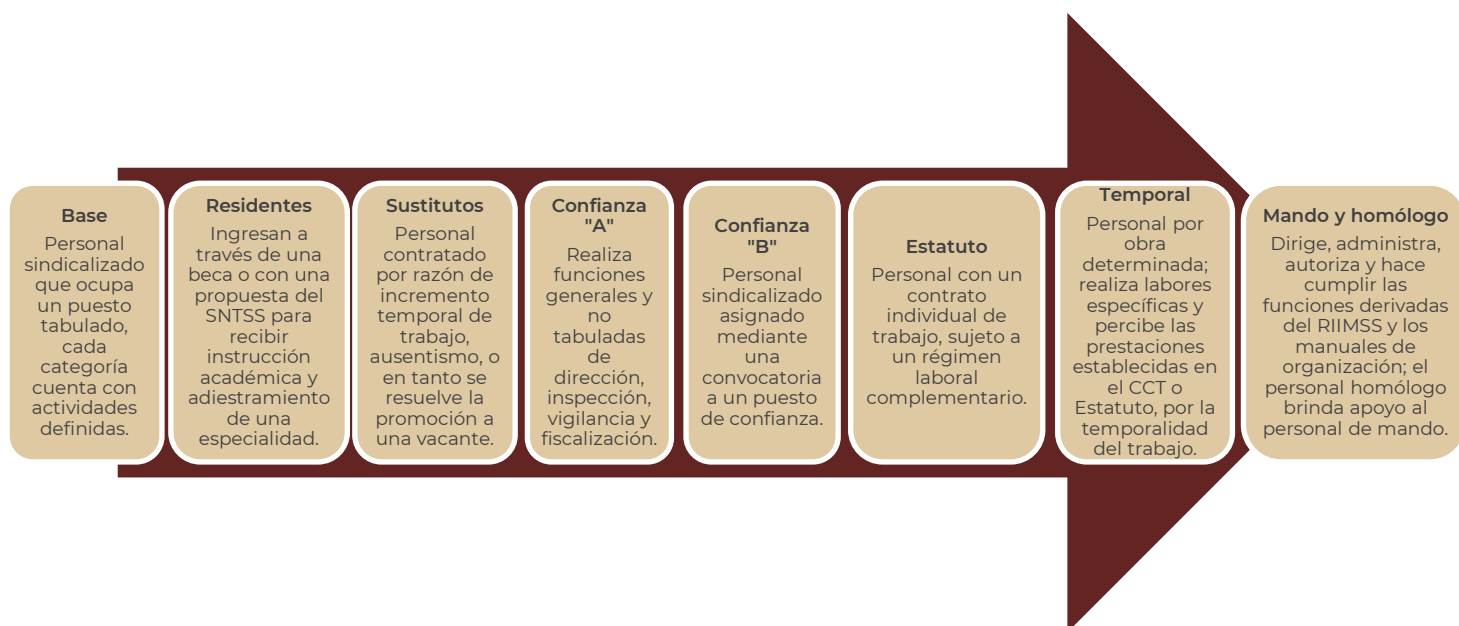 Base
Personal
sindicalizado
que ocupa
un puesto
tabulado,
cada
categoría
cuenta con
actividades
definidas.
Residentes
Ingresan a
través de una
beca o con una
propuesta del
SNTSS para
recibir
instrucción
académica y
adiestramiento
de una
especialidad.
Sustitutos
Personal
contratado
por razón de
incremento
temporal de
trabajo,
ausentismo, o
en tanto se
resuelve la
promoción a
una vacante.
Confianza
"A"
Realiza
funciones
generales y
no
tabuladas
de
dirección,
inspección,
vigilancia y
fiscalización.
Confianza
"B"
Personal
sindicalizado
asignado
mediante
una
convocatoria
a un puesto
de confianza.
Estatuto
Personal con un
contrato
individual de
trabajo, sujeto a
un régimen
laboral
complementario.
Temporal
Personal por
obra
determinada;
realiza labores
específicas y
percibe las
prestaciones
establecidas en
el CCT o
Estatuto, por la
temporalidad
del trabajo.
Mando y homólogo
Dirige, administra,
autoriza y hace
cumplir las
funciones derivadas
del RIIMSS y los
manuales de
organización; el
personal homólogo
brinda apoyo al
personal de mando.